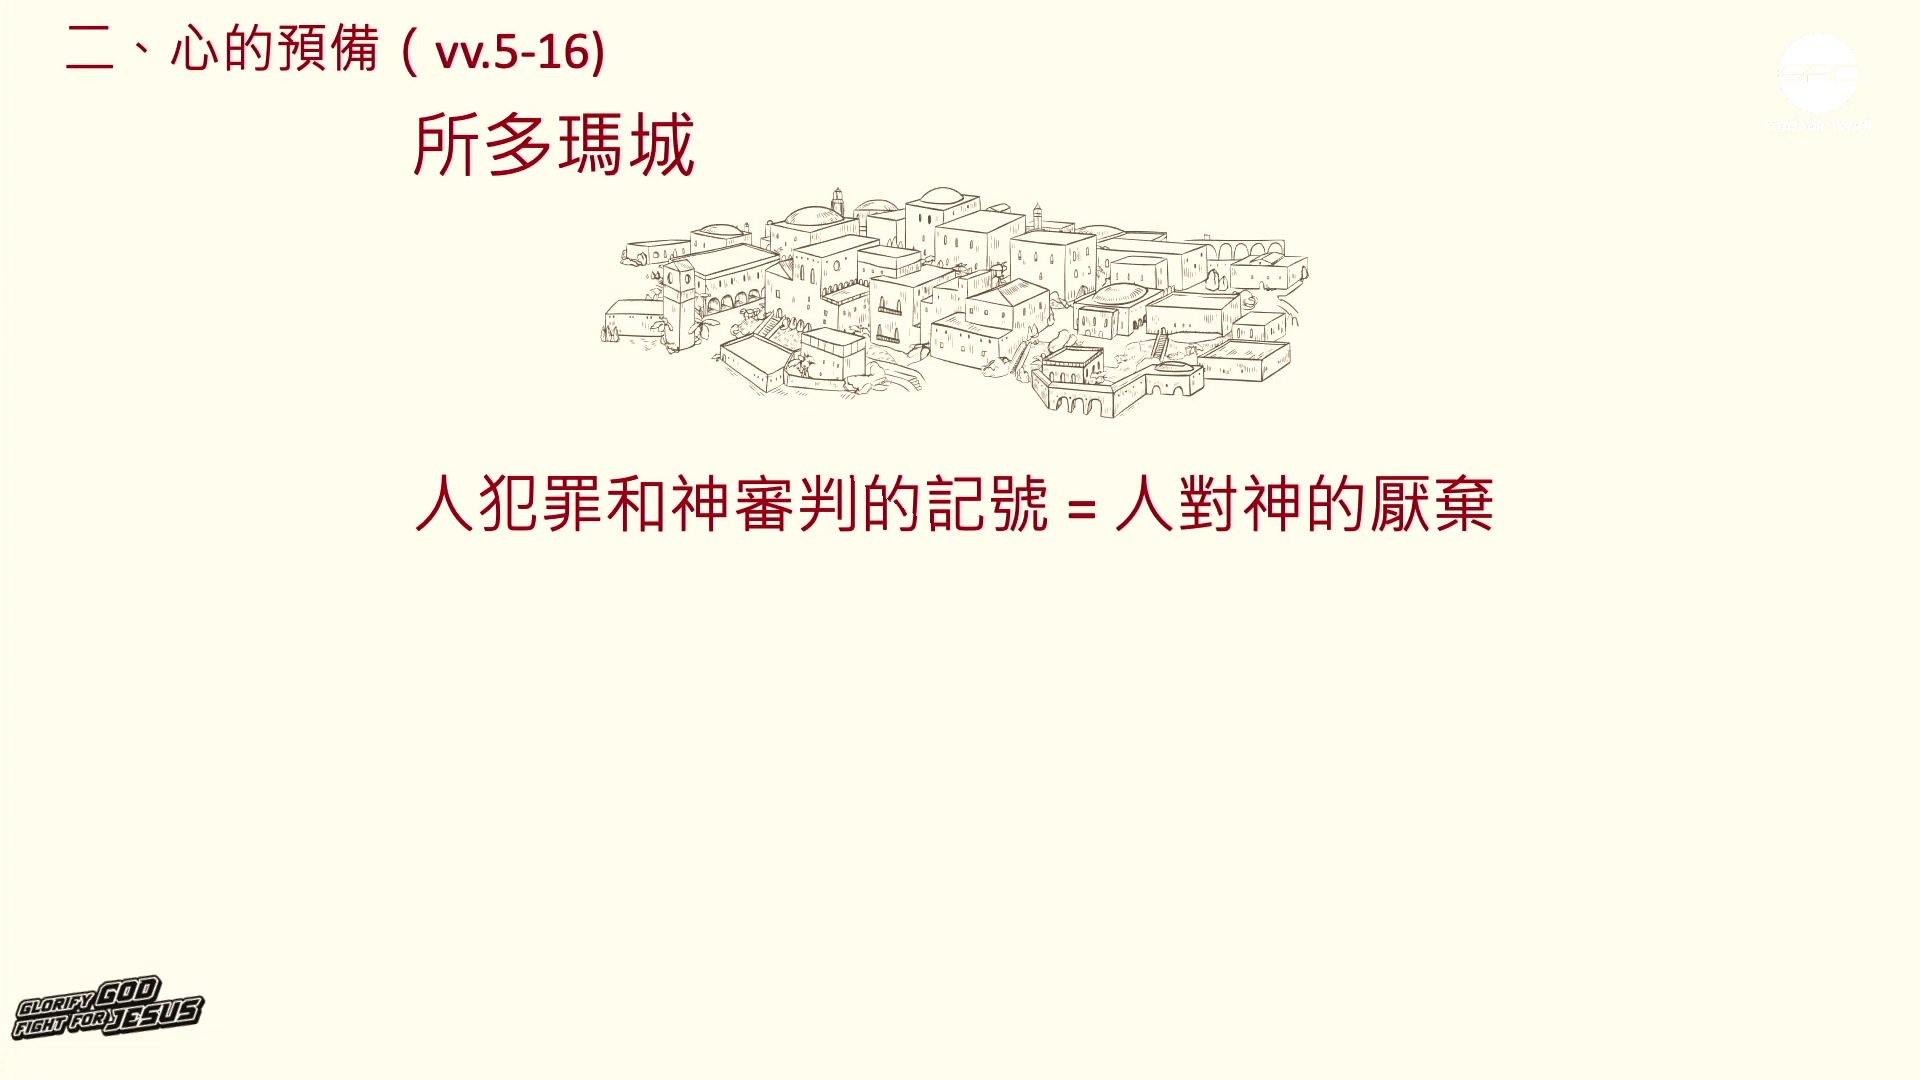 二、心的預備（vv.5-16)
所多瑪城
人犯罪和神審判的記號 = 人對神的厭棄
GLORIFY GOD
FIGHT FOR JESUS